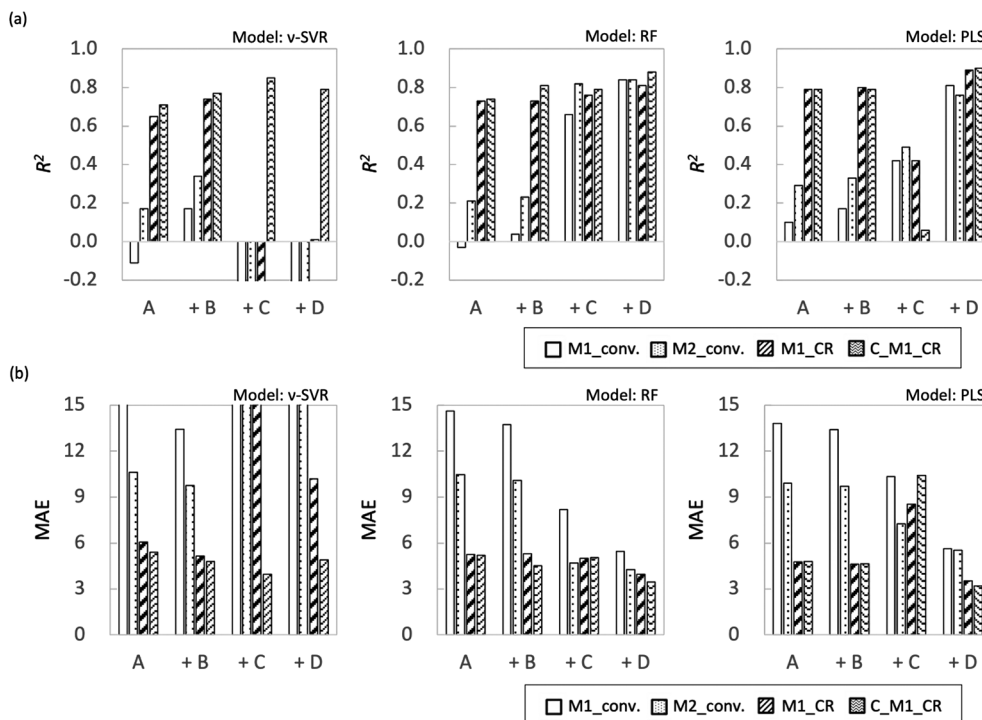 (a)
Model: ν-SVR
Model: RF
Model: PLS
1.0
0.8
0.6
0.4
0.2
0.0
-0.2
R²
A + B + C + D
1.0
0.8
0.6
0.4
0.2
0.0
-0.2
R²
A + B + C + D
1.0
0.8
0.6
0.4
0.2
0.0
-0.2
R²
A + B + C + D
M1_conv. M2_conv. M1_CR C_M1_CR
(b)
Model: ν-SVR
Model: RF
Model: PLS
15
12
9
6
3
0
MAE
A + B + C + D
15
12
9
6
3
0
MAE
A + B + C + D
15
12
9
6
3
0
MAE
A + B + C + D
M1_conv. M2_conv. M1_CR C_M1_CR